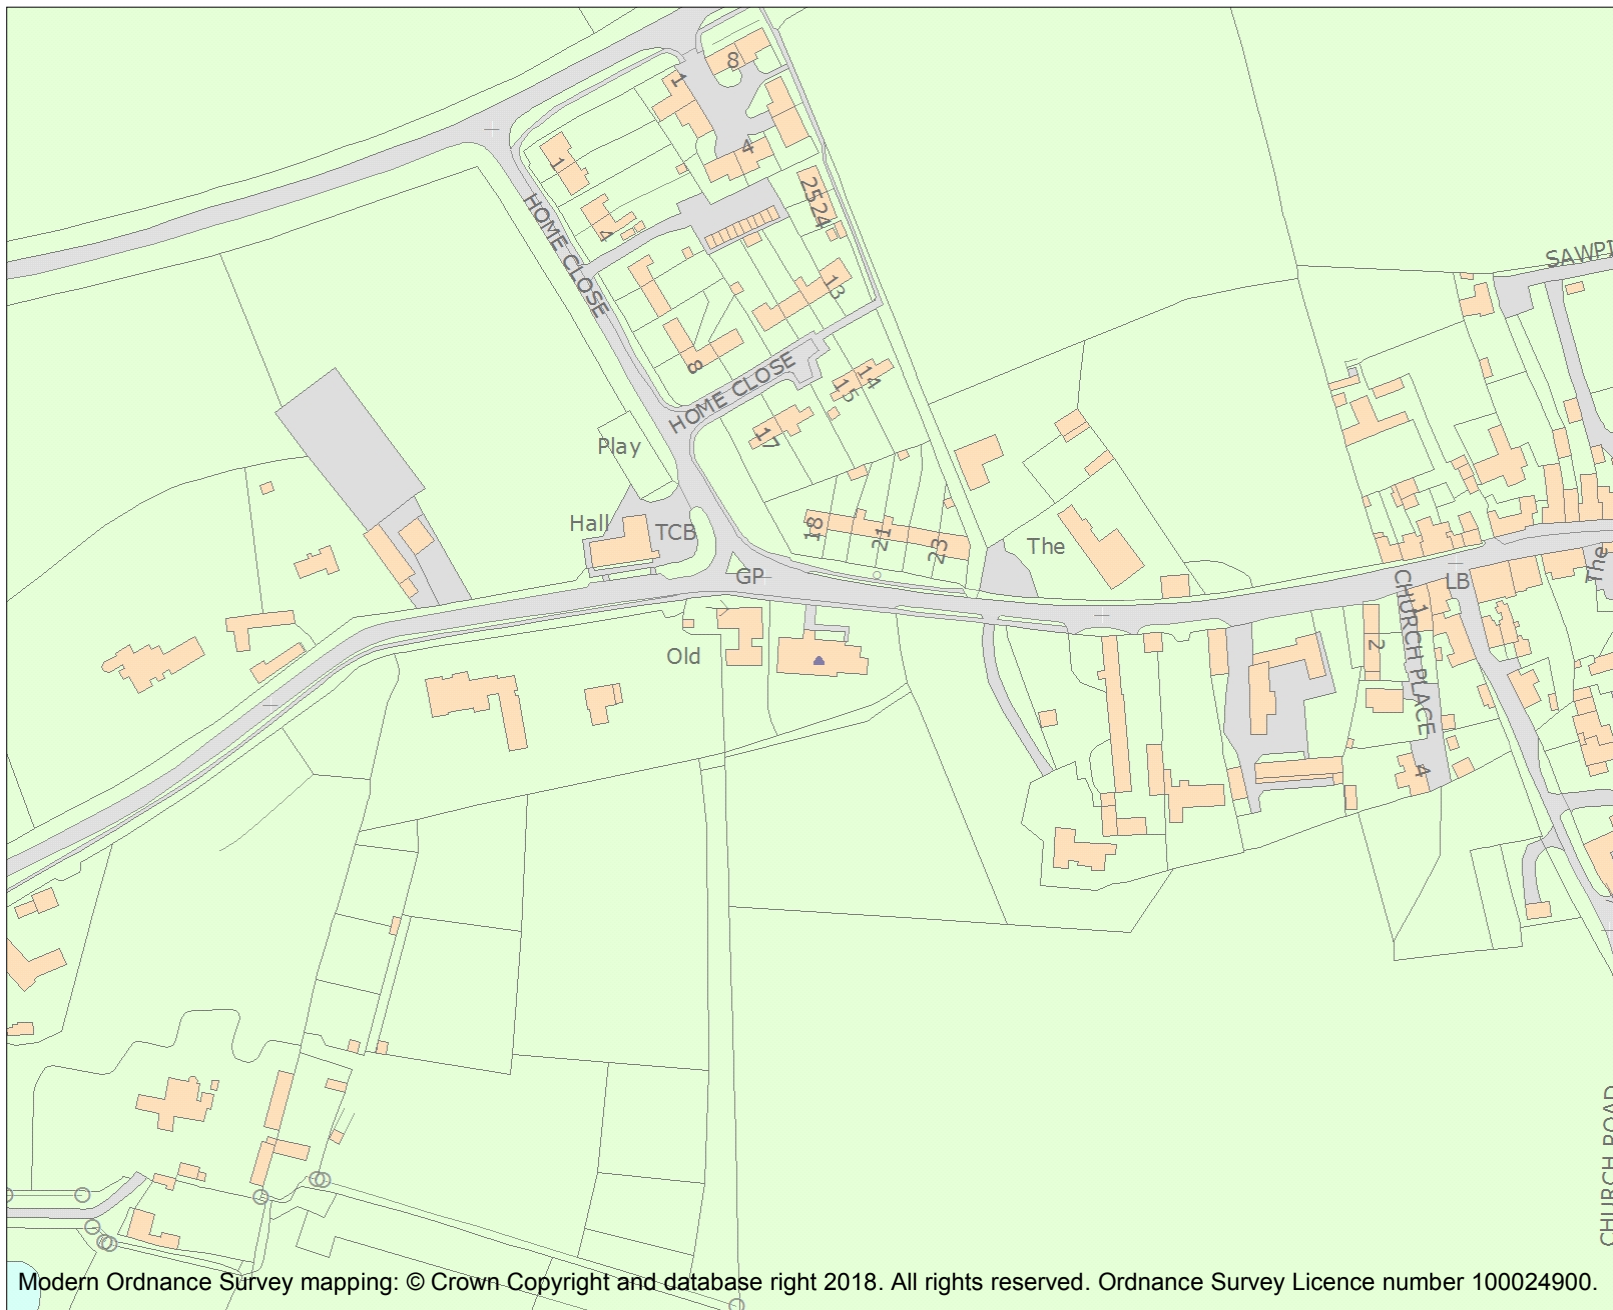 8
1
4
1
25
24
HOME CLOSE
4
SAWPI
13
8
HOME CLOSE
14
15
17
Play
Hall
TCB
18
21
23
The
GP
The
LB
CHURCH PLACE
1
2
Old
4
CHURCH ROAD
Modern Ordnance Survey mapping: © Crown Copyright and database right 2018. All rights reserved. Ordnance Survey Licence number 100024900.